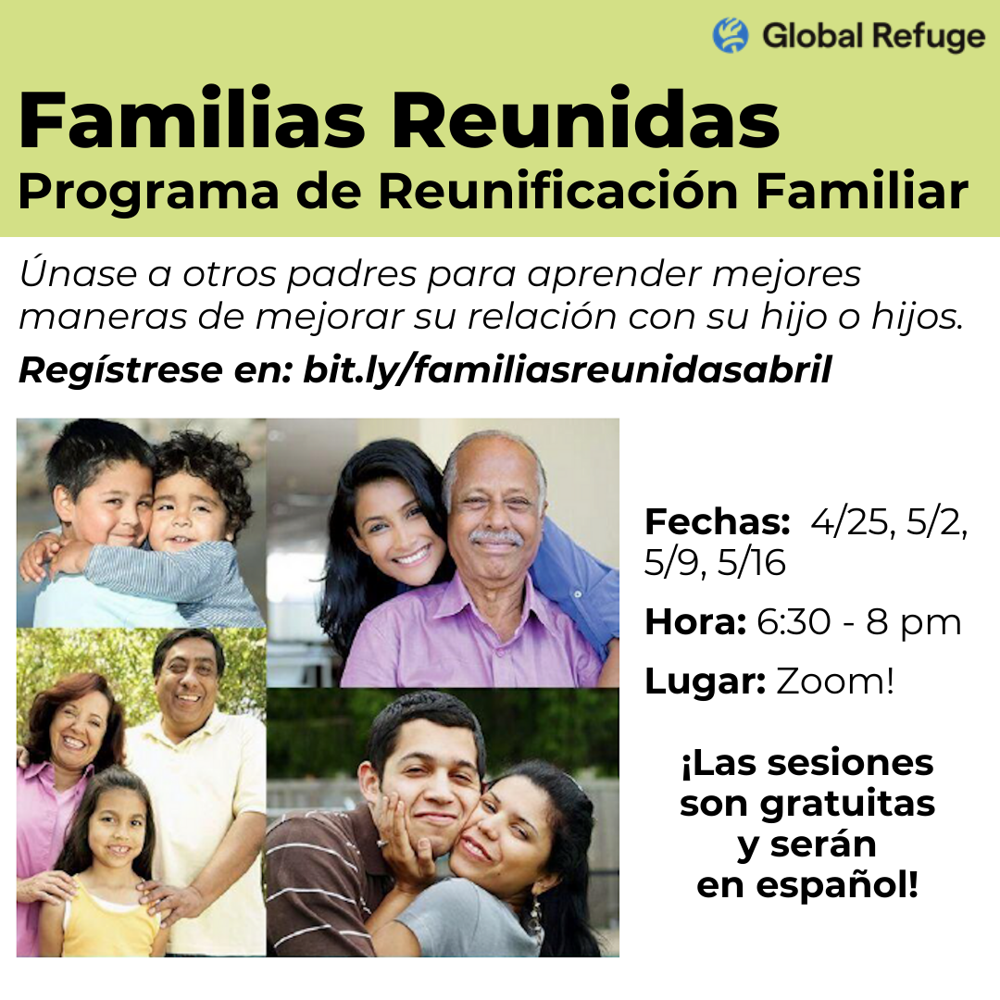 Global Refuge
Familias Reunidas
Programa de Reunificación Familiar
Únase a otros padres para aprender mejores
maneras de mejorar su relación con su hijo o hijos.
Regístrese en: bit.ly/familiasreunidasabril
Fechas: 4/25, 5/2,
5/9, 5/16
Hora: 6:30 - 8 pm
Lugar: Zoom!
¡Las sesiones
son gratuitas
y serán
en español!